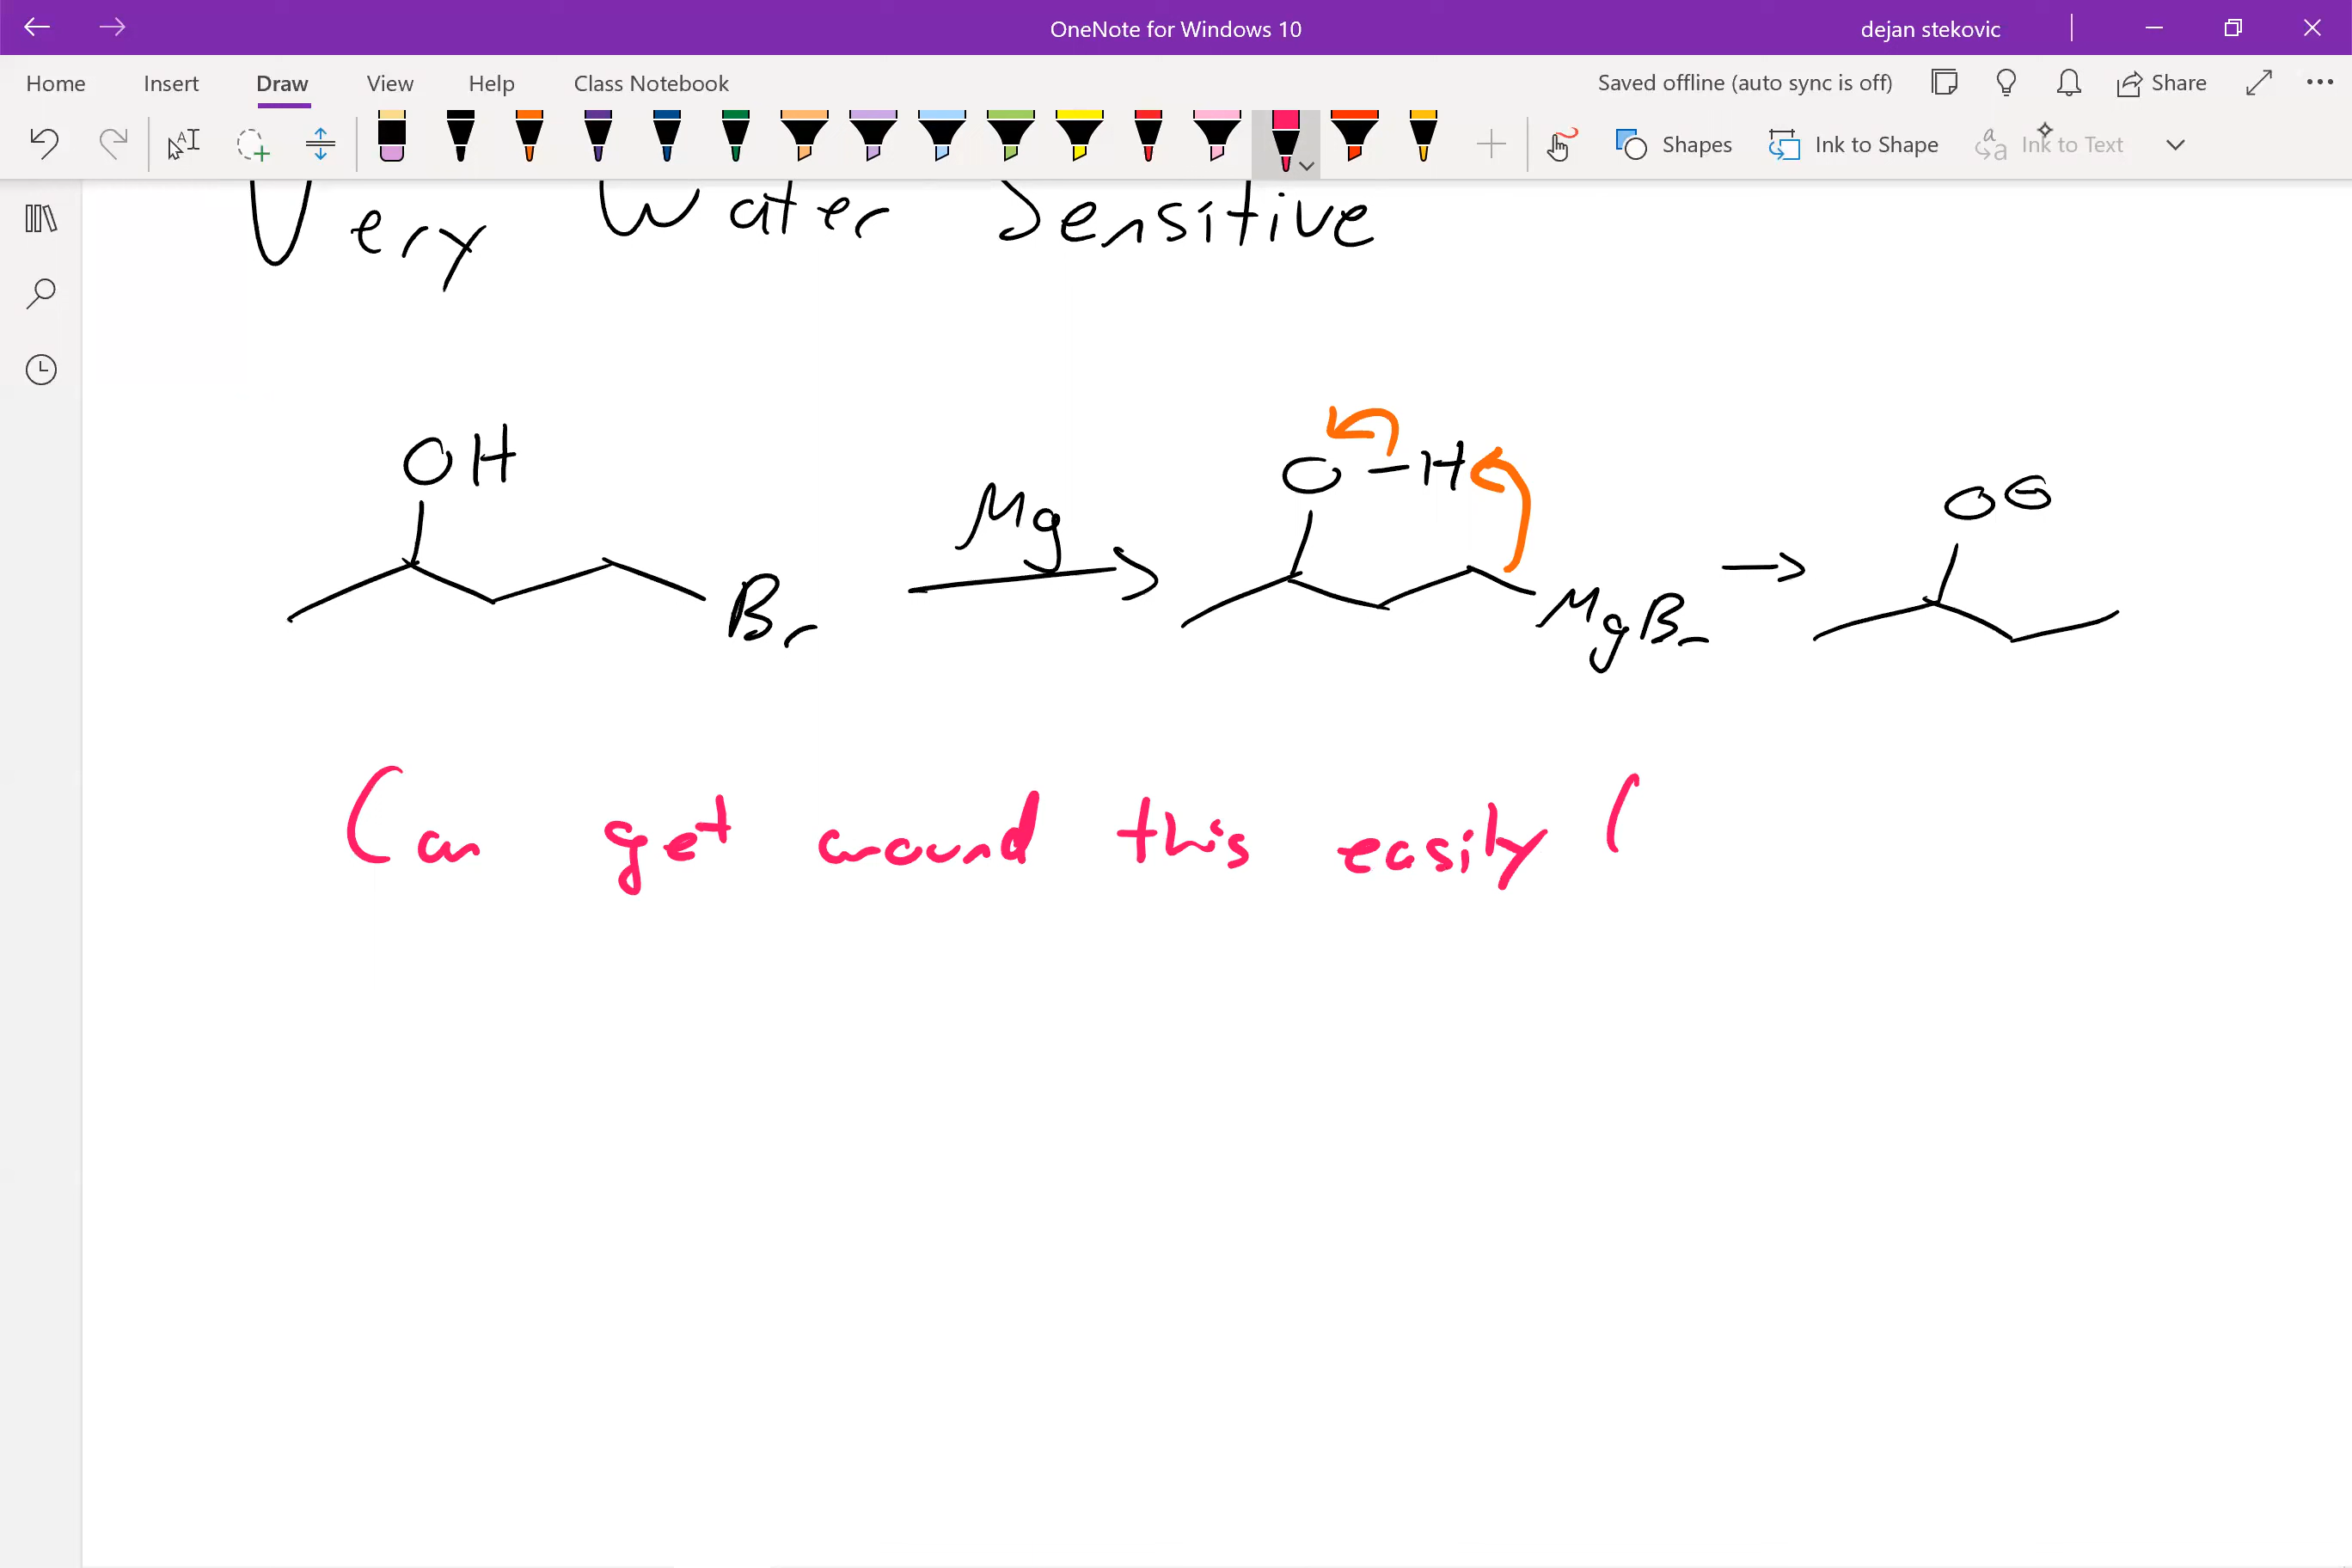 OneNote for Windows 10 dejan stekovic
Home Insert Draw View Help Class Notebook Saved offline (auto sync is off) Share
Shapes Ink to Shape Ink to Text
Very Water Sensitive
OH O-H O⊖
Mg
Br MgBr
Can get around this easily (